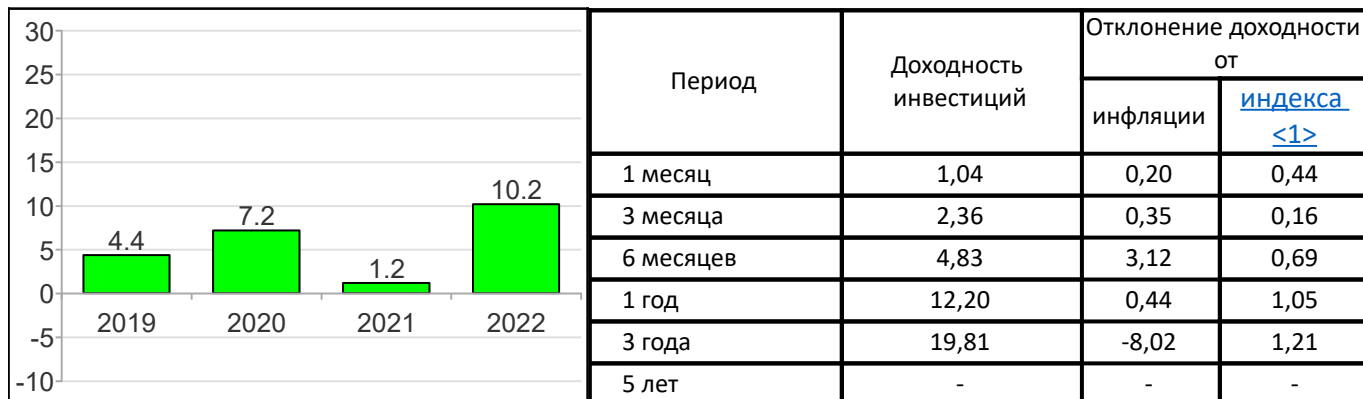 30
25
20
15
10
5
0
-5
-10
4.4
7.2
1.2
10.2
2019 2020 2021 2022
Период
Доходность
инвестиций
Отклонение доходности
от
инфляции
индекса
<1>
1 месяц 1,04 0,20 0,44
3 месяца 2,36 0,35 0,16
6 месяцев 4,83 3,12 0,69
1 год 12,20 0,44 1,05
3 года 19,81 -8,02 1,21
5 лет - - -